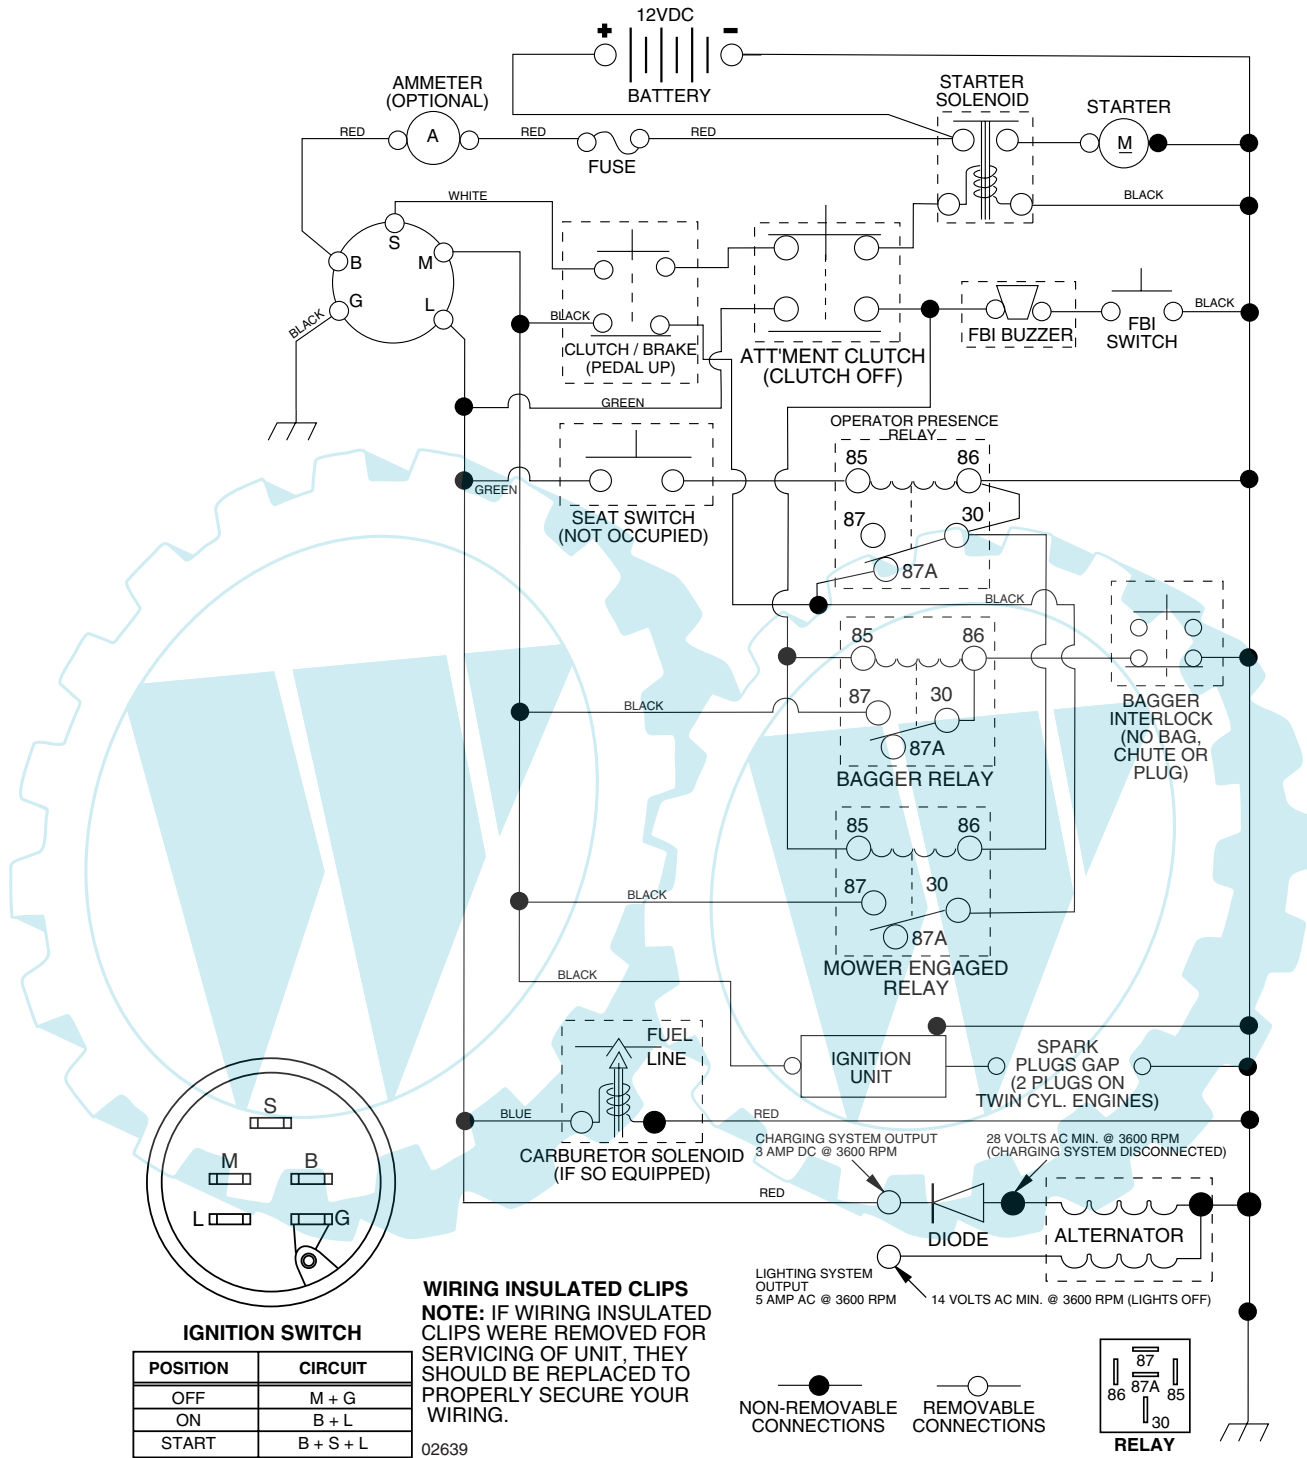 12VDC
+ -
BATTERY
AMMETER
(OPTIONAL)
STARTER
SOLENOID
STARTER
RED
A
RED
RED
M
FUSE
WHITE
BLACK
S
B
M
G
L
BLACK
BLACK
BLACK
CLUTCH / BRAKE
(PEDAL UP)
ATT'MENT CLUTCH
(CLUTCH OFF)
FBI BUZZER
FBI
SWITCH
GREEN
OPERATOR PRESENCE
RELAY
85 86
GREEN
SEAT SWITCH
(NOT OCCUPIED)
87
30
87A
BLACK
85 86
BLACK
87 30
87A
BAGGER RELAY
BAGGER
INTERLOCK
(NO BAG,
CHUTE OR
PLUG)
85 86
BLACK
87 30
87A
MOWER ENGAGED
RELAY
BLACK
FUEL
LINE
IGNITION
UNIT
SPARK
PLUGS GAP
(2 PLUGS ON
TWIN CYL. ENGINES)
BLUE
RED
CARBURETOR SOLENOID
(IF SO EQUIPPED)
CHARGING SYSTEM OUTPUT
3 AMP DC @ 3600 RPM
28 VOLTS AC MIN. @ 3600 RPM
(CHARGING SYSTEM DISCONNECTED)
RED
DIODE
ALTERNATOR
LIGHTING SYSTEM
OUTPUT
5 AMP AC @ 3600 RPM
14 VOLTS AC MIN. @ 3600 RPM (LIGHTS OFF)
S
M B
L G
IGNITION SWITCH
POSITION CIRCUIT
OFF M + G
ON B + L
START B + S + L
WIRING INSULATED CLIPS
NOTE: IF WIRING INSULATED
CLIPS WERE REMOVED FOR
SERVICING OF UNIT, THEY
SHOULD BE REPLACED TO
PROPERLY SECURE YOUR
WIRING.
02639
NON-REMOVABLE
CONNECTIONS
REMOVABLE
CONNECTIONS
87
86 87A 85
30
RELAY